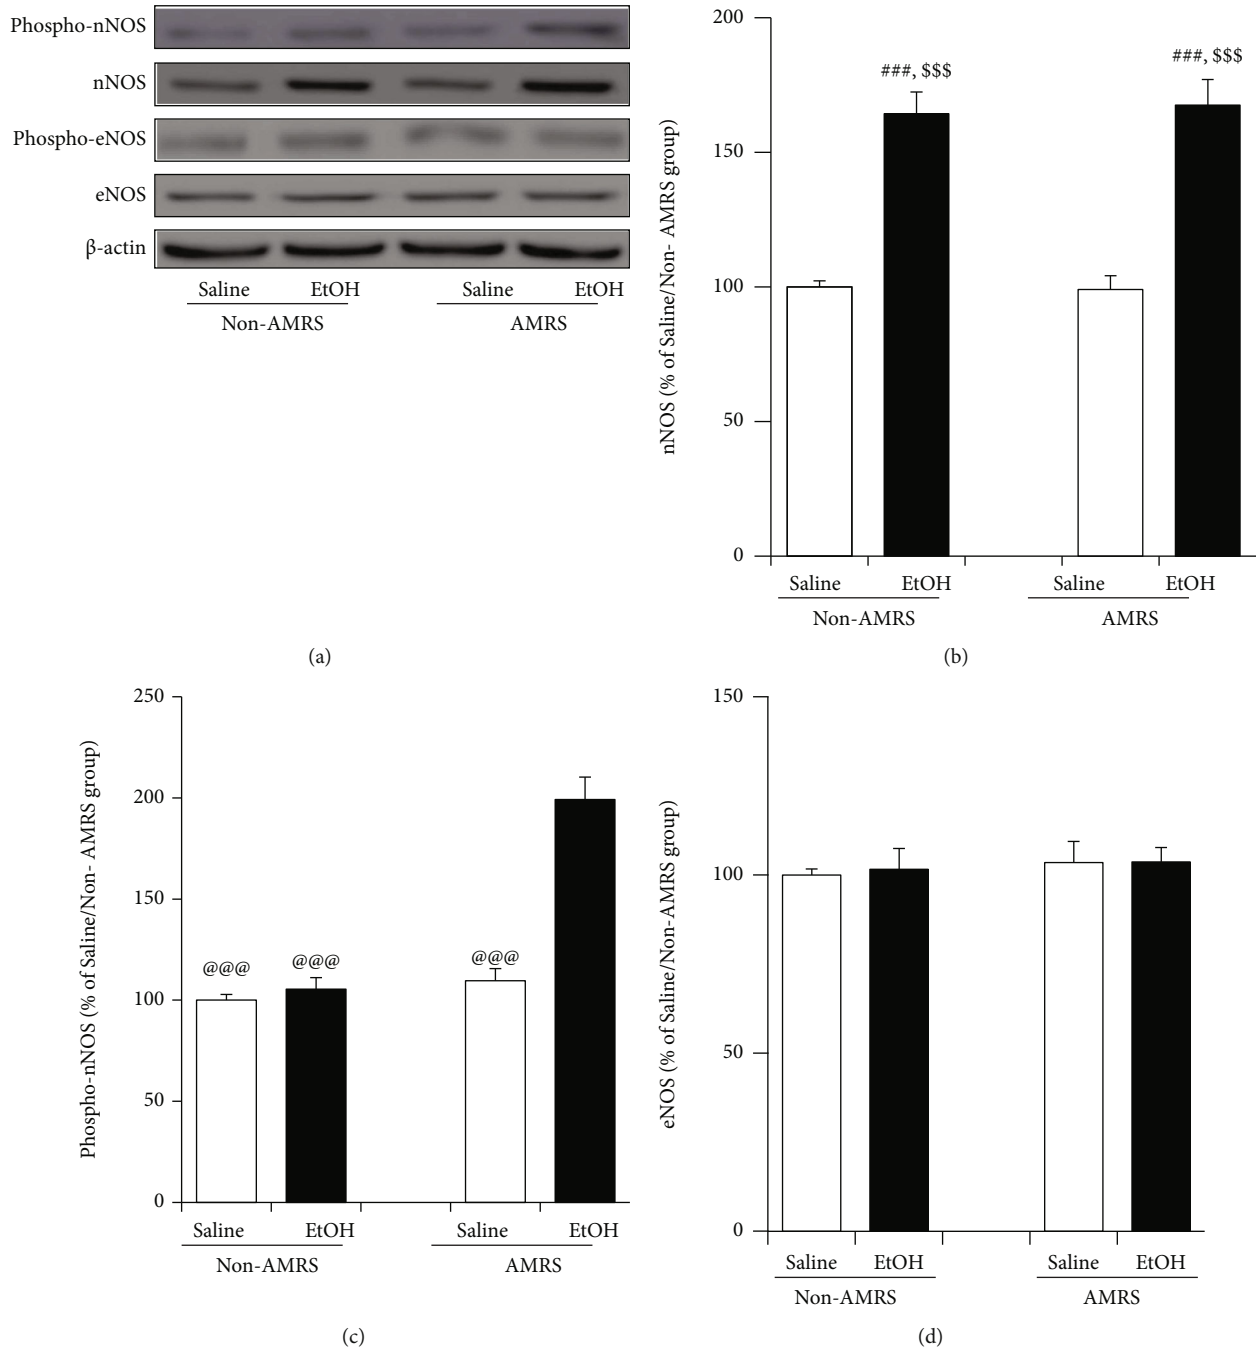 Phospho-nNOS
nNOS
Phospho-eNOS
eNOS
β-actin
Saline EtOH Saline EtOH
Non-AMRS AMRS
(a)
nNOS (% of Saline/Non- AMRS group)
200
150
100
50
0
###, $$$ ###, $$$
Saline EtOH Saline EtOH
Non-AMRS AMRS
(b)
Phospho-nNOS (% of Saline/Non- AMRS group)
250
200
150
100
50
0
@@@ @@@ @@@
Saline EtOH Saline EtOH
Non-AMRS AMRS
(c)
eNOS (% of Saline/Non-AMRS group)
150
100
50
0
Saline EtOH Saline EtOH
Non-AMRS AMRS
(d)